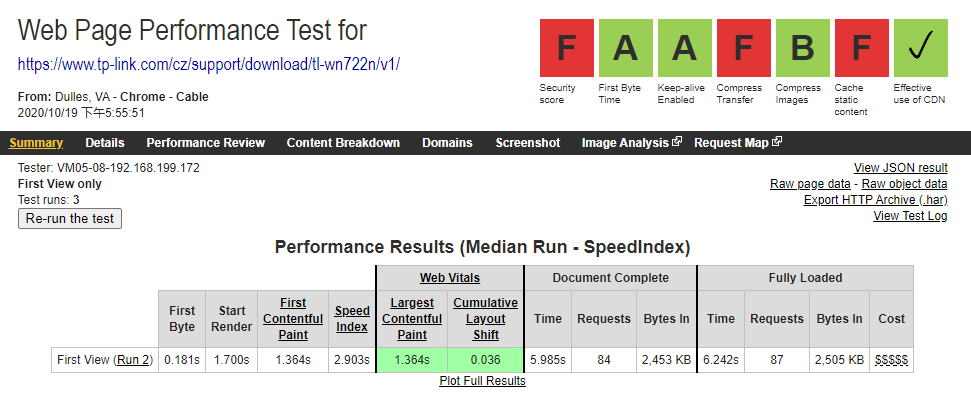 Web Page Performance Test for
https://www.tp-link.com/cz/support/download/tl-wn722n/v1/
From: Dulles, VA - Chrome - Cable
2020/10/19 下午5:55:51
F A A F B F ✓
Security score
First Byte Time
Keep-alive Enabled
Compress Transfer
Compress Images
Cache static content
Effective use of CDN
Summary Details Performance Review Content Breakdown Domains Screenshot Image Analysis Request Map
Tester: VM05-08-192.168.199.172
First View only
Test runs: 3
Re-run the test
View JSON result
Raw page data - Raw object data
Export HTTP Archive (.har)
View Test Log
Performance Results (Median Run - SpeedIndex)
Web Vitals Document Complete Fully Loaded
First Byte Start Render First Contentful Paint Speed Index Largest Contentful Paint Cumulative Layout Shift Time Requests Bytes In Time Requests Bytes In Cost
First View (Run 2) 0.181s 1.700s 1.364s 2.903s 1.364s 0.036 5.985s 84 2,453 KB 6.242s 87 2,505 KB $$$$$
Plot Full Results